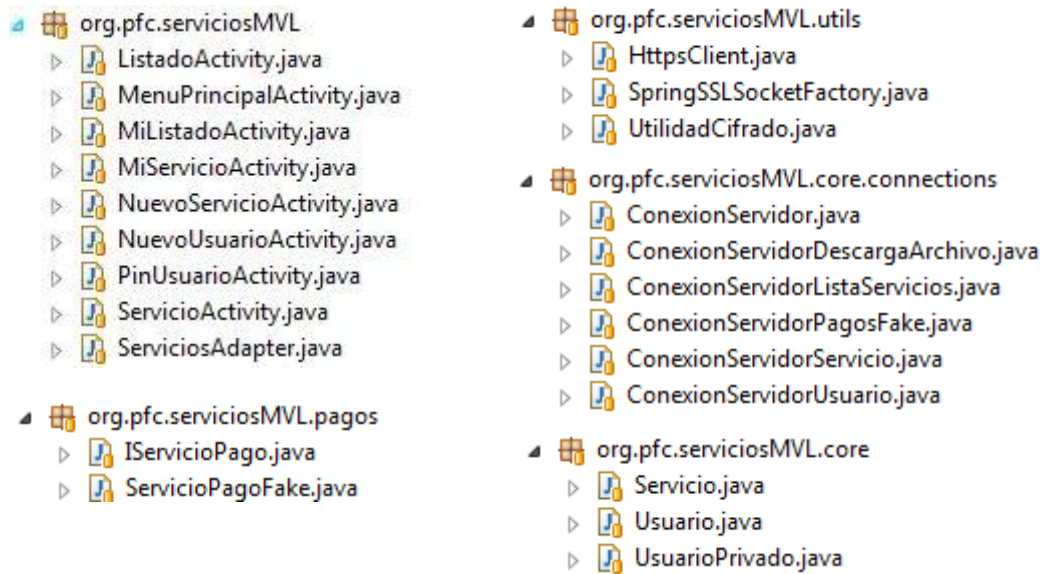 org.pfc.serviciosMVL
ListadoActivity.java
MenuPrincipalActivity.java
MiListadoActivity.java
MiServicioActivity.java
NuevoServicioActivity.java
NuevoUsuarioActivity.java
PinUsuarioActivity.java
ServicioActivity.java
ServiciosAdapter.java
org.pfc.serviciosMVL.pagos
IServicioPago.java
ServicioPagoFake.java
org.pfc.serviciosMVL.utils
HttpsClient.java
SpringSSLSocketFactory.java
UtilidadCifrado.java
org.pfc.serviciosMVL.core.connections
ConexionServidor.java
ConexionServidorDescargaArchivo.java
ConexionServidorListaServicios.java
ConexionServidorPagosFake.java
ConexionServidorServicio.java
ConexionServidorUsuario.java
org.pfc.serviciosMVL.core
Servicio.java
Usuario.java
UsuarioPrivado.java